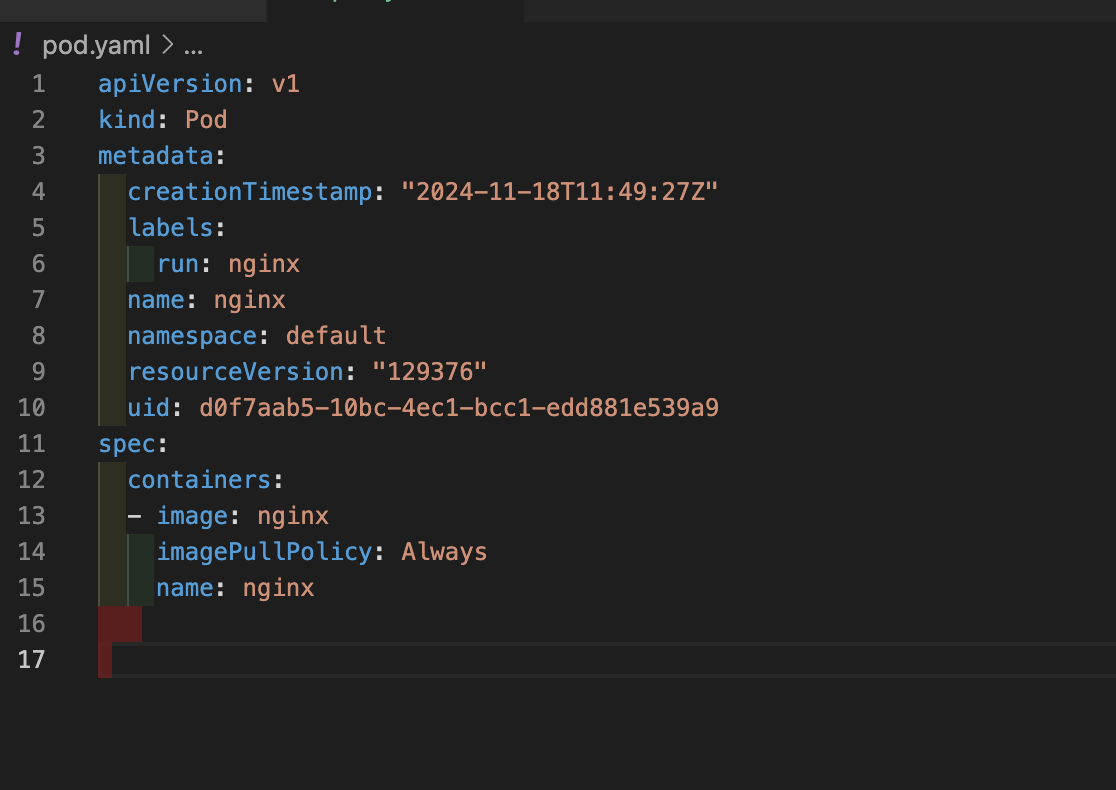 ! pod.yaml > ...
1 apiVersion: v1
2 kind: Pod
3 metadata:
4   creationTimestamp: "2024-11-18T11:49:27Z"
5   labels:
6     run: nginx
7   name: nginx
8   namespace: default
9   resourceVersion: "129376"
10   uid: d0f7aab5-10bc-4ec1-bcc1-edd881e539a9
11 spec:
12   containers:
13   - image: nginx
14     imagePullPolicy: Always
15     name: nginx
16
17